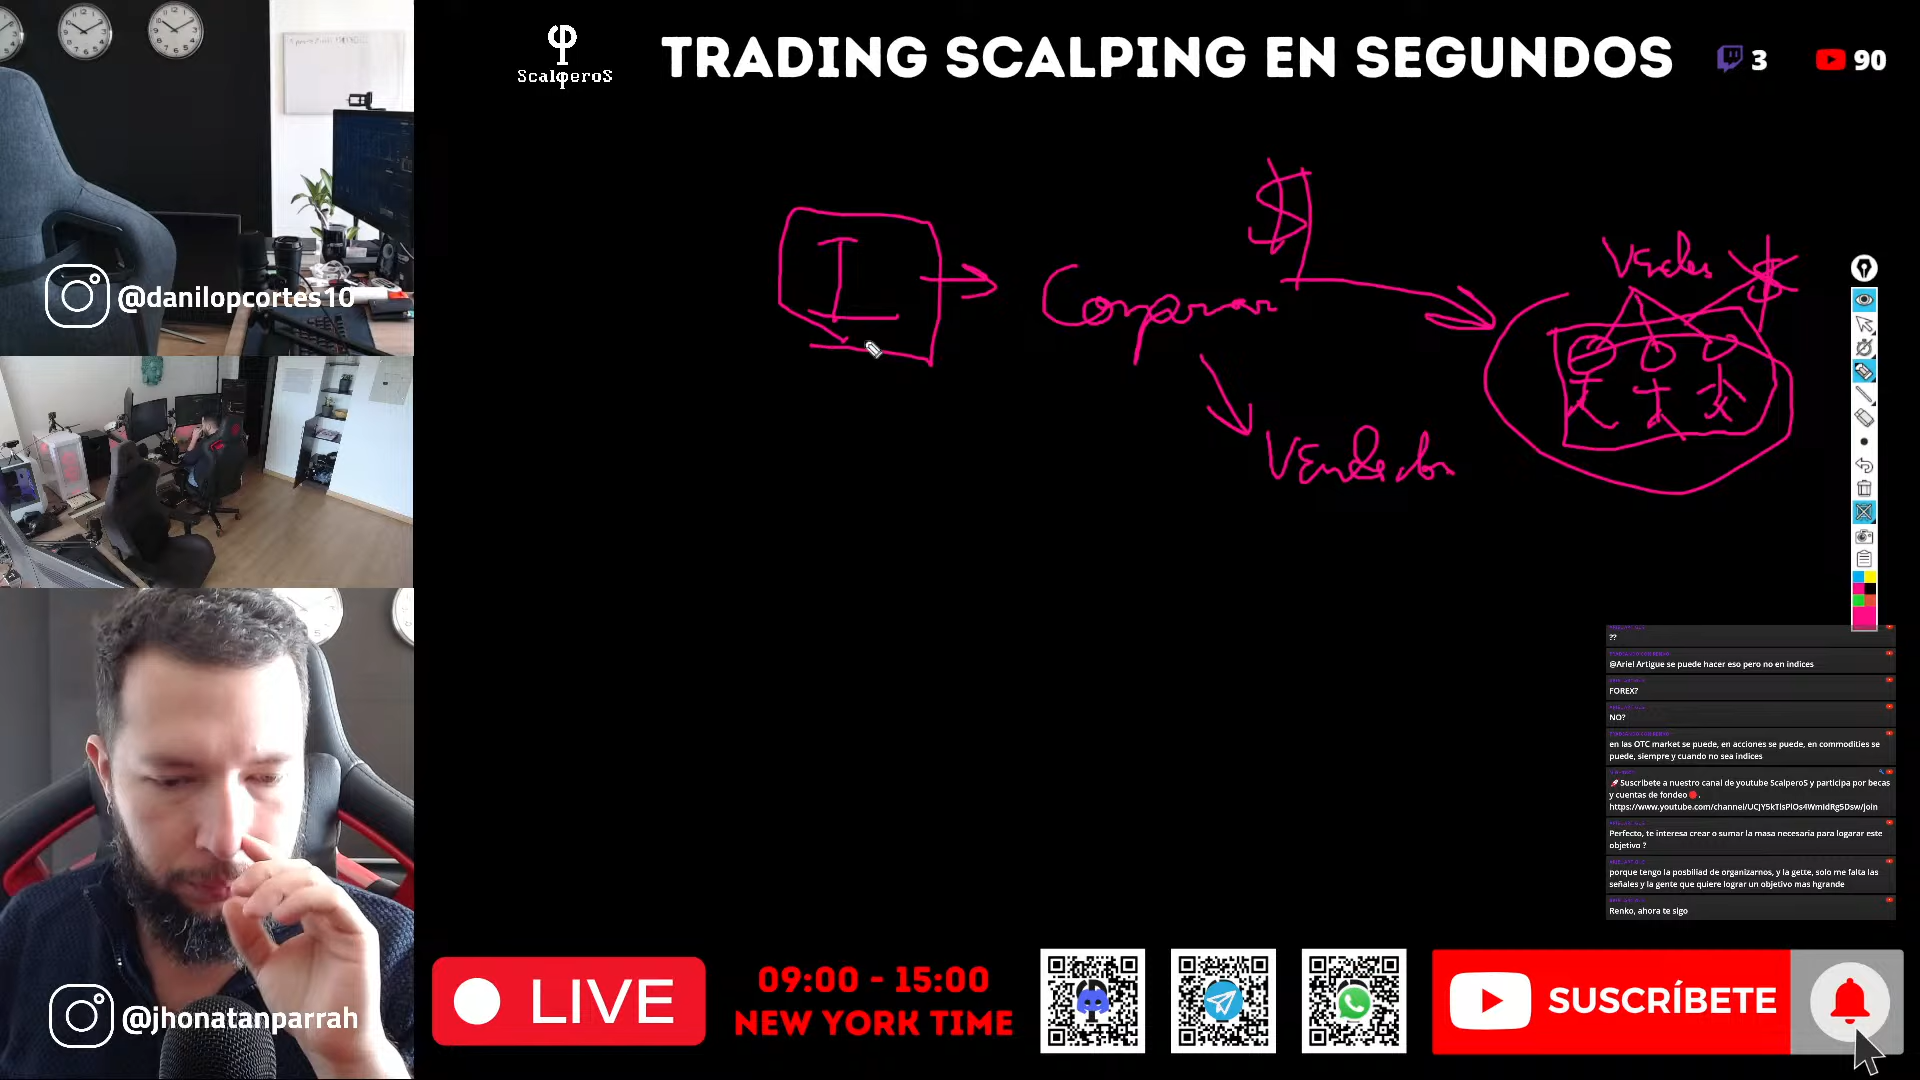 ScalperoS
TRADING SCALPING EN SEGUNDOS
3
90
@danilopcortes10
$
I
Comprar
Vender
$
Vendedor
??
@Ariel Artigue se puede hacer eso pero no en indices
FOREX?
NO?
en las OTC market se puede, en acciones se puede, en commodities se
puede, siempre y cuando no sea indices
🚀Suscribete a nuestro canal de youtube ScalperoS y participa por becas
y cuentas de fondeo🔴.
Perfecto, te interesa crear o sumar la masa necesaria para logarar este
objetivo ?
porque tengo la posbiliad de organizarnos, y la gette, solo me falta las
señales y la gente que quiere lograr un objetivo mas hgrande
Renko, ahora te sigo
@jhonatanparrah
LIVE
09:00 - 15:00
NEW YORK TIME
SUSCRÍBETE